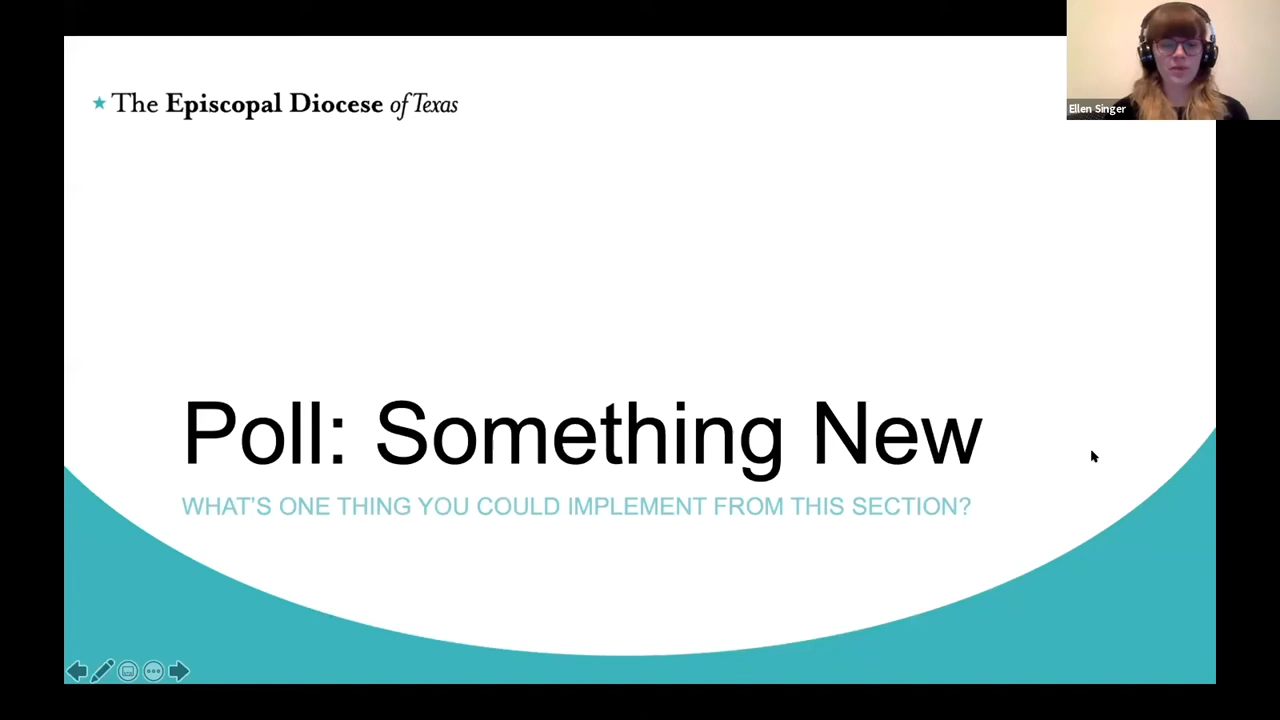 The Episcopal Diocese of Texas
Ellen Singer
Poll: Something New
WHAT'S ONE THING YOU COULD IMPLEMENT FROM THIS SECTION?